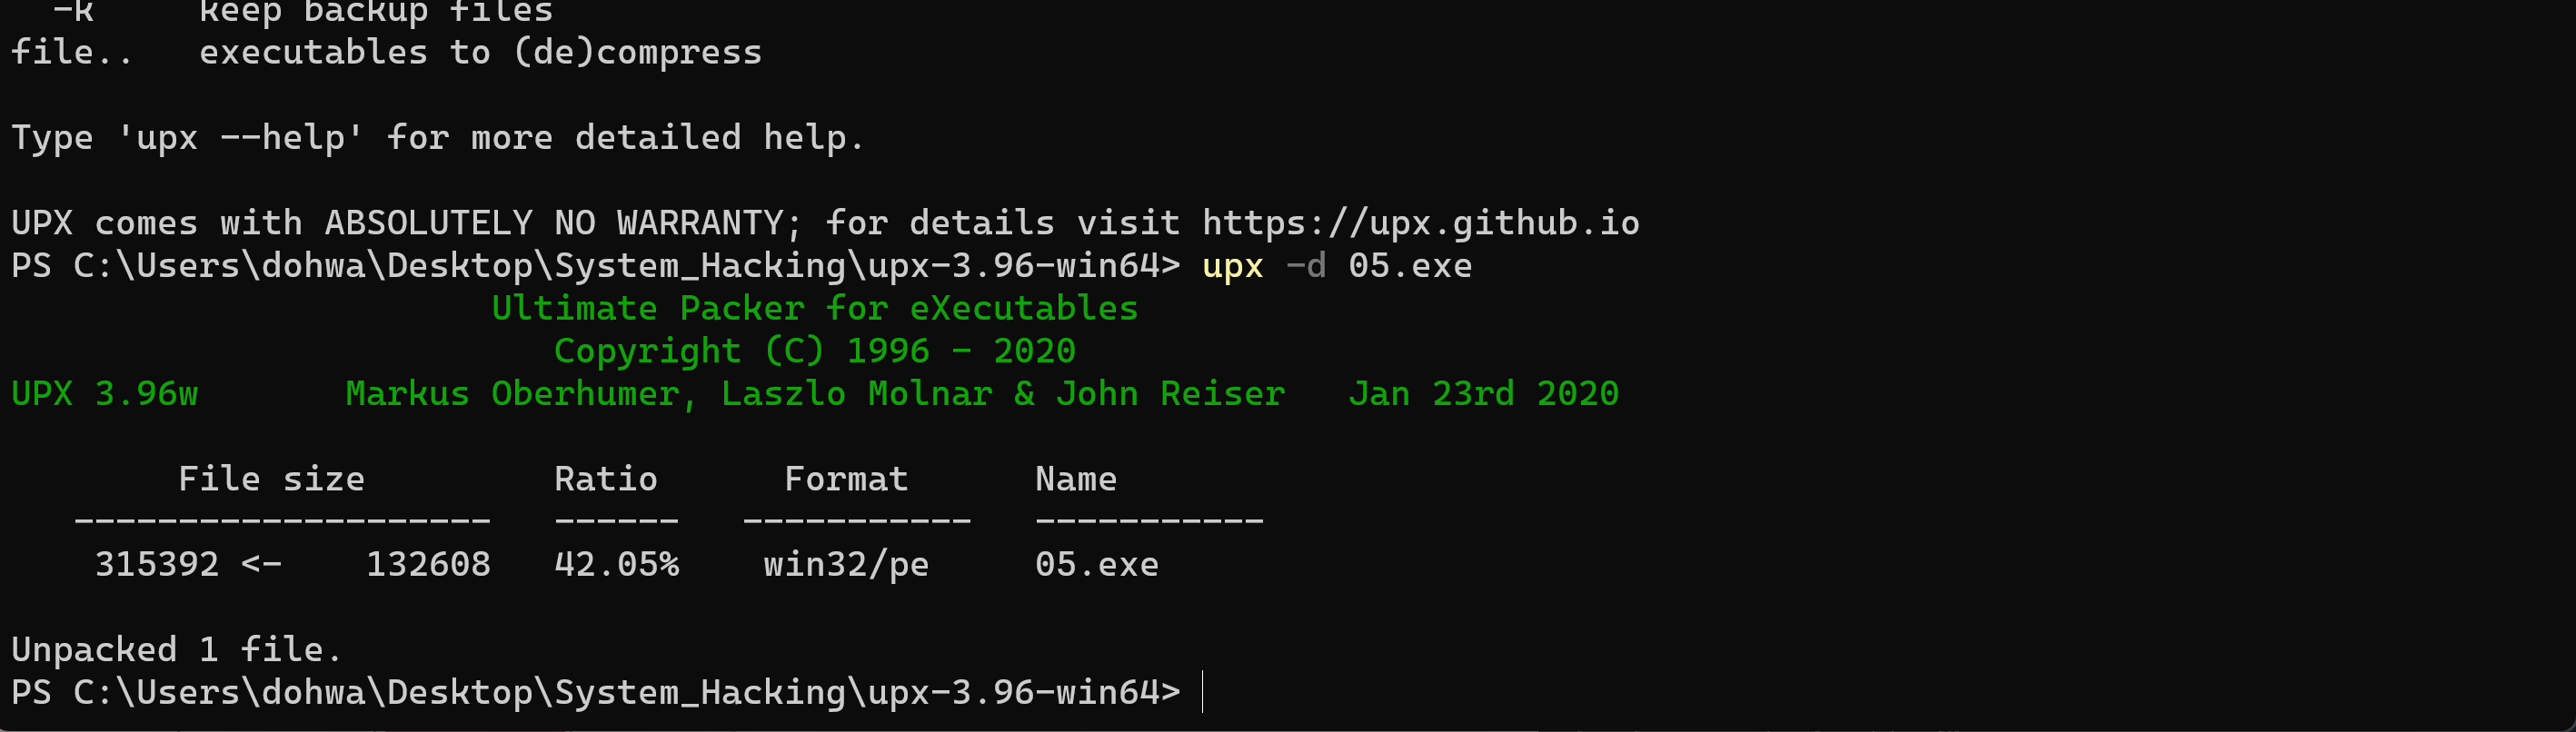 -k     keep backup files
file..   executables to (de)compress

Type 'upx --help' for more detailed help.

UPX comes with ABSOLUTELY NO WARRANTY; for details visit https://upx.github.io
PS C:\Users\dohwa\Desktop\System_Hacking\upx-3.96-win64> upx -d 05.exe
                       Ultimate Packer for eXecutables
                          Copyright (C) 1996 - 2020
UPX 3.96w       Markus Oberhumer, Laszlo Molnar & John Reiser   Jan 23rd 2020

        File size         Ratio      Format      Name
   --------------------   ------   -----------   -----------
    315392 <-    132608   42.05%    win32/pe     05.exe

Unpacked 1 file.
PS C:\Users\dohwa\Desktop\System_Hacking\upx-3.96-win64>